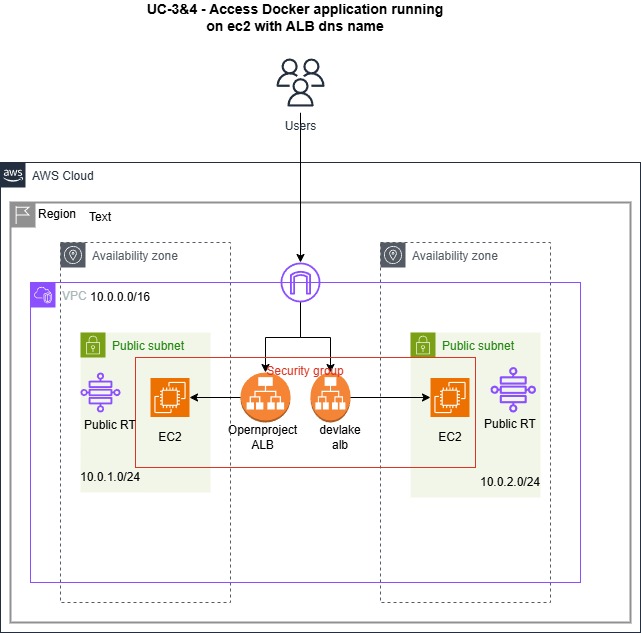 UC-3&4 - Access Docker application running
on ec2 with ALB dns name
Users
aws
AWS Cloud
Region
Text
Availability zone
Availability zone
VPC
10.0.0.0/16
Public subnet
Public subnet
Security group
Public RT
EC2
Opernproject
ALB
devlake
alb
EC2
Public RT
10.0.1.0/24
10.0.2.0/24